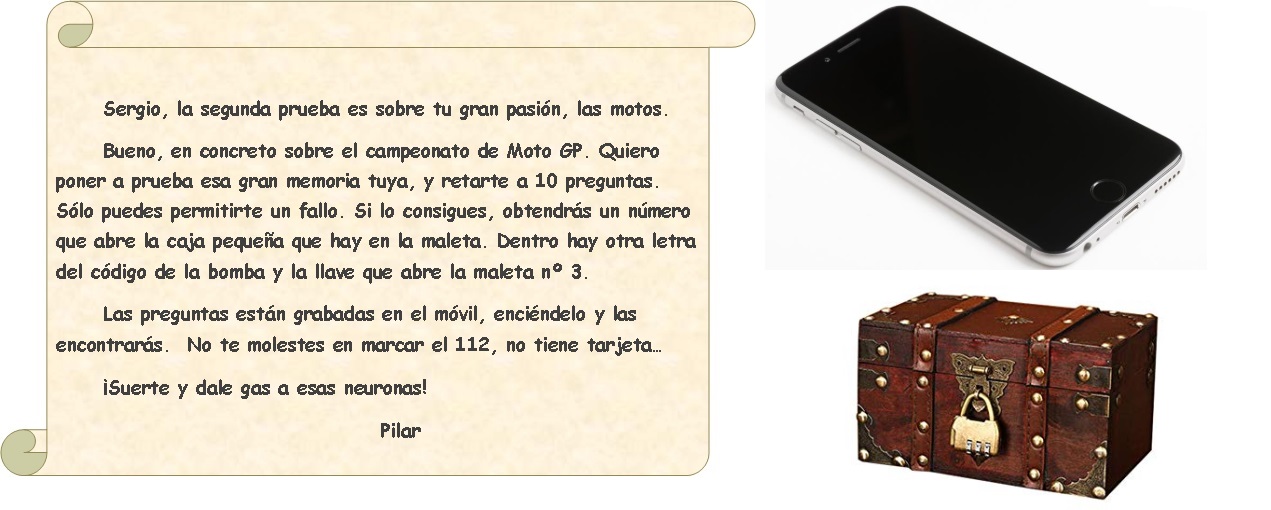 Sergio, la segunda prueba es sobre tu gran pasión, las motos.
Bueno, en concreto sobre el campeonato de Moto GP. Quiero
poner a prueba esa gran memoria tuya, y retarte a 10 preguntas.
Sólo puedes permitirte un fallo. Si lo consigues, obtendrás un número
que abre la caja pequeña que hay en la maleta. Dentro hay otra letra
del código de la bomba y la llave que abre la maleta nº 3.
Las preguntas están grabadas en el móvil, enciéndelo y las
encontrarás.  No te molestes en marcar el 112, no tiene tarjeta…
¡Suerte y dale gas a esas neuronas!
Pilar